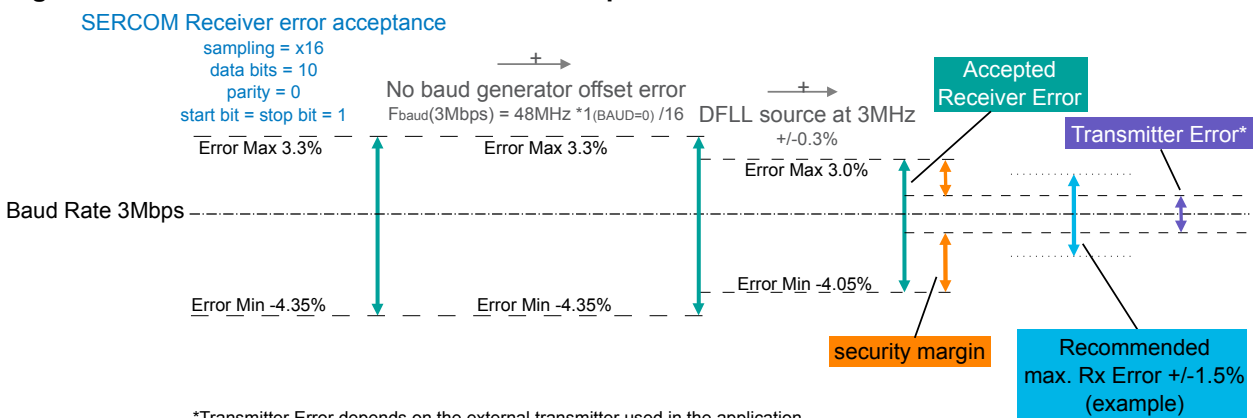 SERCOM Receiver error acceptance
sampling = x16
data bits = 10
parity = 0
start bit = stop bit = 1
+
No baud generator offset error
Fbaud(3Mbps) = 48MHz *1(BAUD=0) /16
+
DFLL source at 3MHz
+/-0.3%
Accepted
Receiver Error
Transmitter Error*
Error Max 3.3%
Error Max 3.3%
Error Max 3.0%
Baud Rate 3Mbps
Error Min -4.35%
Error Min -4.35%
Error Min -4.05%
security margin
Recommended
max. Rx Error +/-1.5%
(example)
*Transmitter Error depends on the external transmitter used in the application